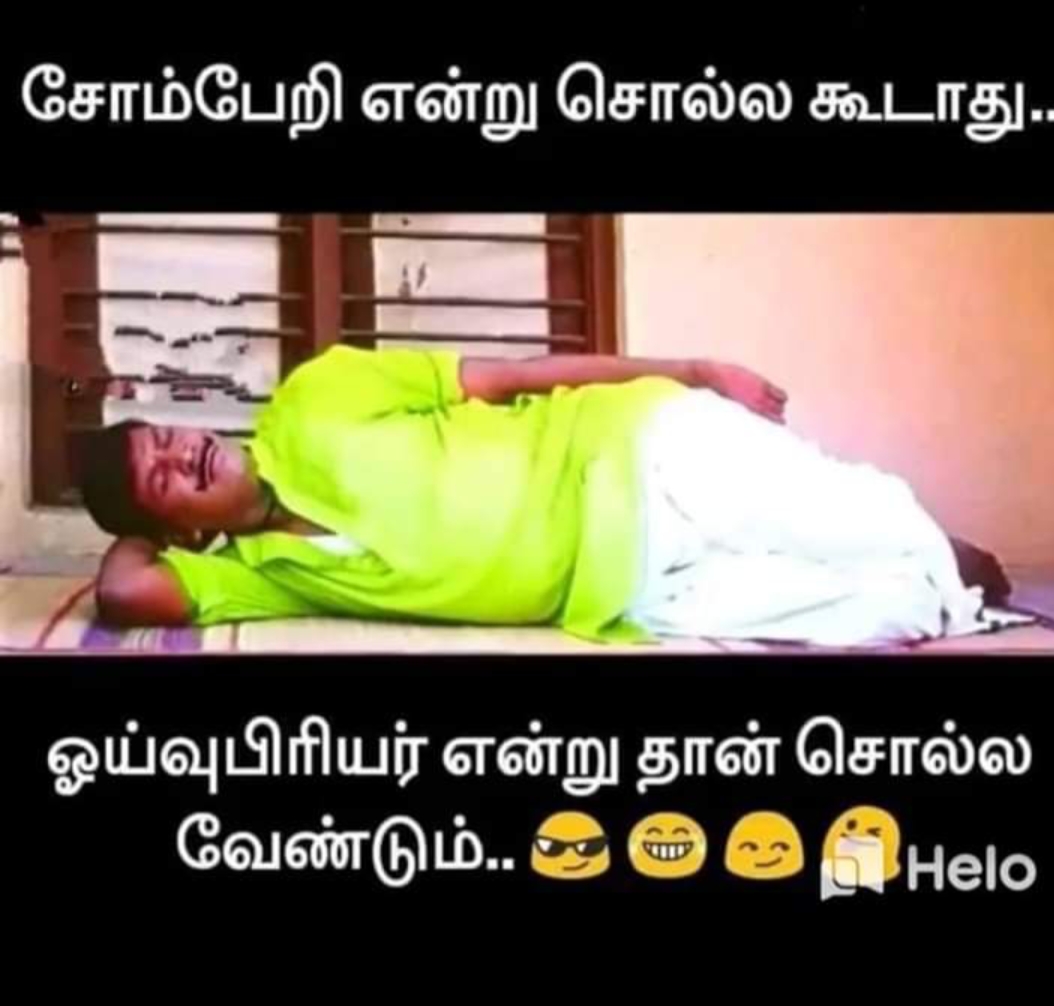 சோம்பேறி என்று சொல்ல கூடாது..
ஓய்வுபிரியர் என்று தான் சொல்ல
வேண்டும்.. 😎😁😏😜
Helo